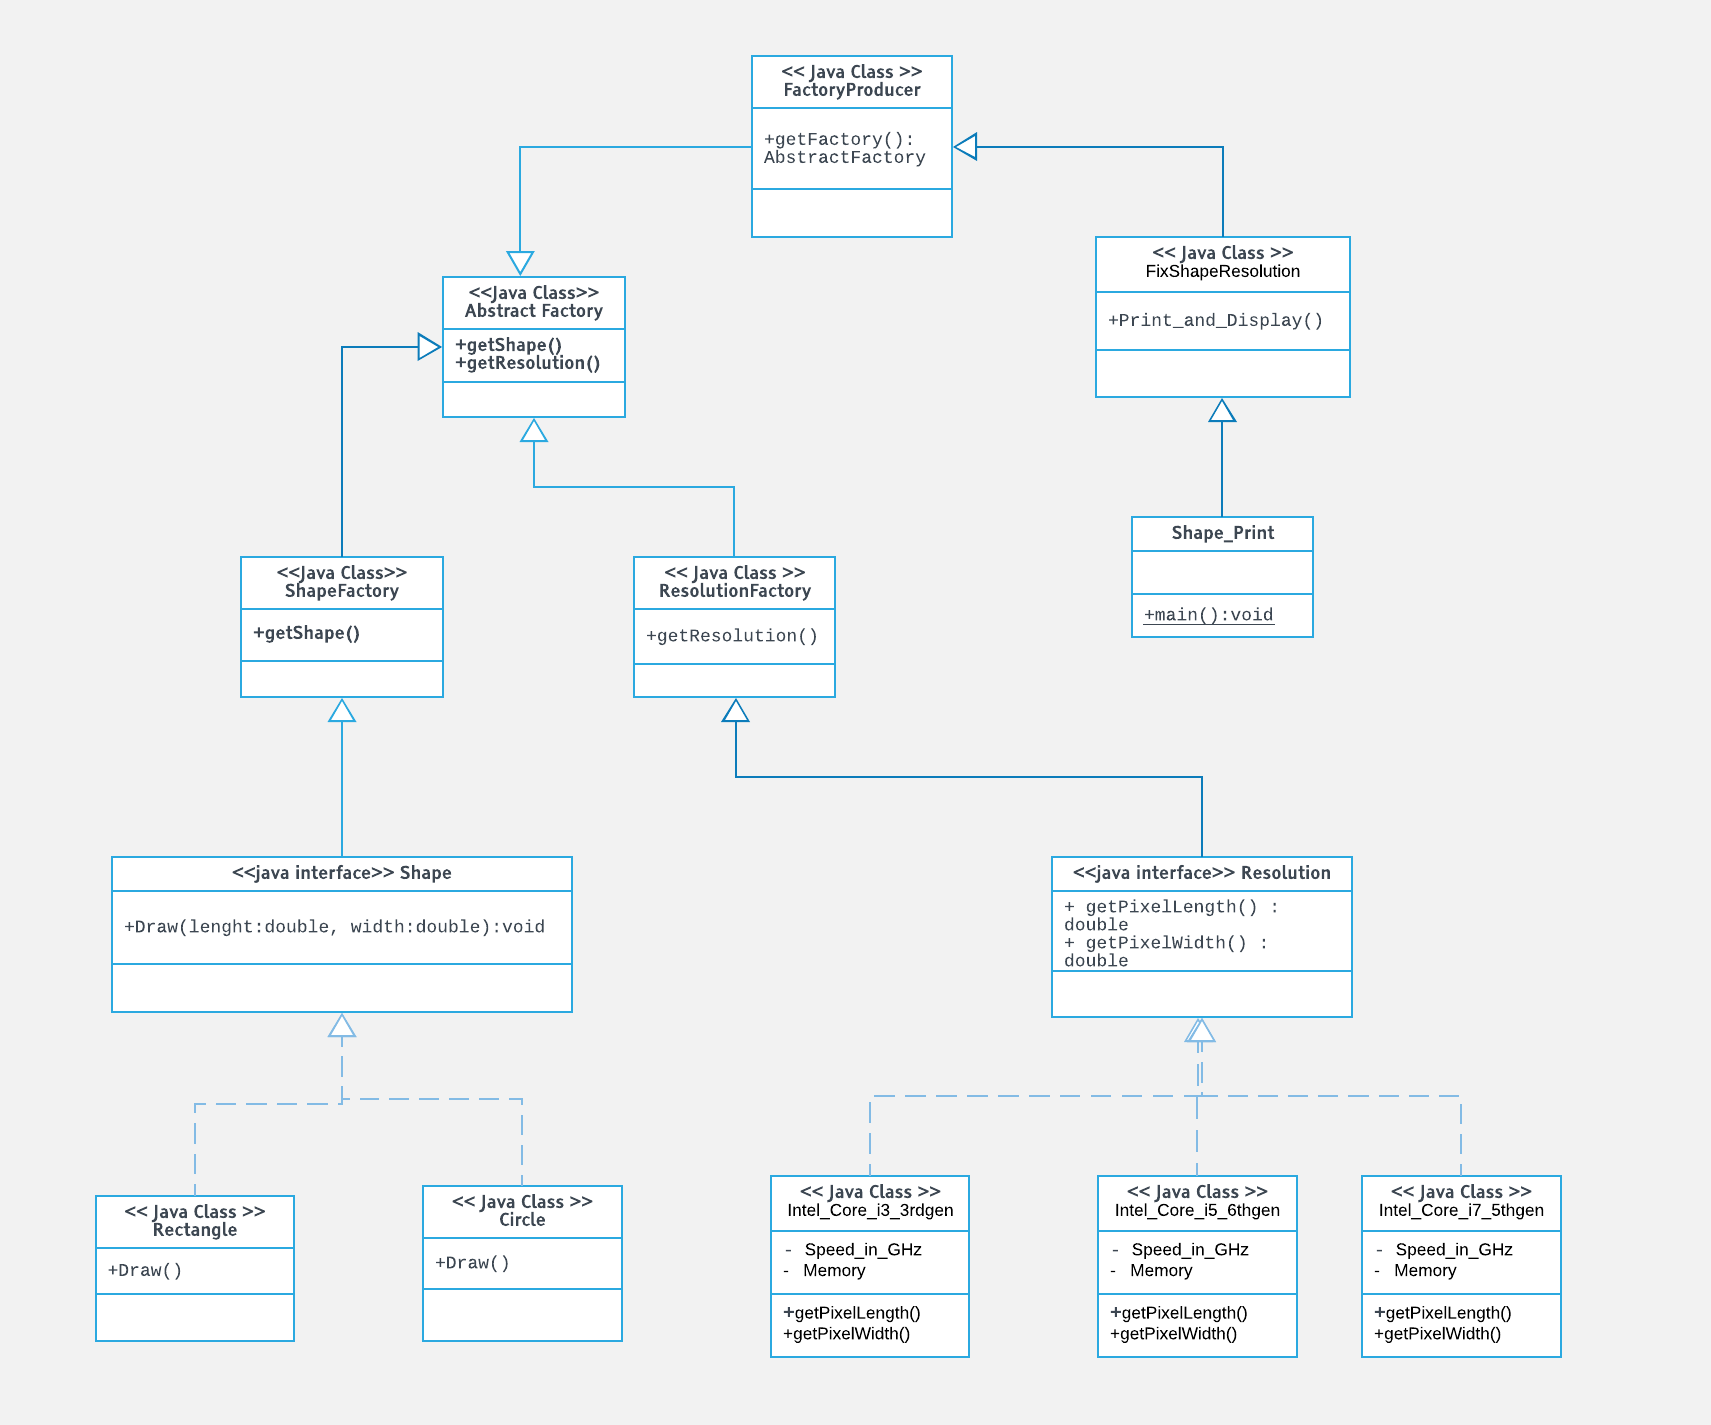 << Java Class >>
FactoryProducer
+getFactory():
AbstractFactory
<< Java Class >>
FixShapeResolution
+Print_and_Display()
<<Java Class>>
Abstract Factory
+getShape()
+getResolution()
Shape_Print
+main():void
<<Java Class>>
ShapeFactory
+getShape()
<< Java Class >>
ResolutionFactory
+getResolution()
<<java interface>> Shape
+Draw(lenght:double, width:double):void
<<java interface>> Resolution
+ getPixelLength() :
double
+ getPixelWidth() :
double
<< Java Class >>
Rectangle
+Draw()
<< Java Class >>
Circle
+Draw()
<< Java Class >>
Intel_Core_i3_3rdgen
- Speed_in_GHz
- Memory
+getPixelLength()
+getPixelWidth()
<< Java Class >>
Intel_Core_i5_6thgen
- Speed_in_GHz
- Memory
+getPixelLength()
+getPixelWidth()
<< Java Class >>
Intel_Core_i7_5thgen
- Speed_in_GHz
- Memory
+getPixelLength()
+getPixelWidth()